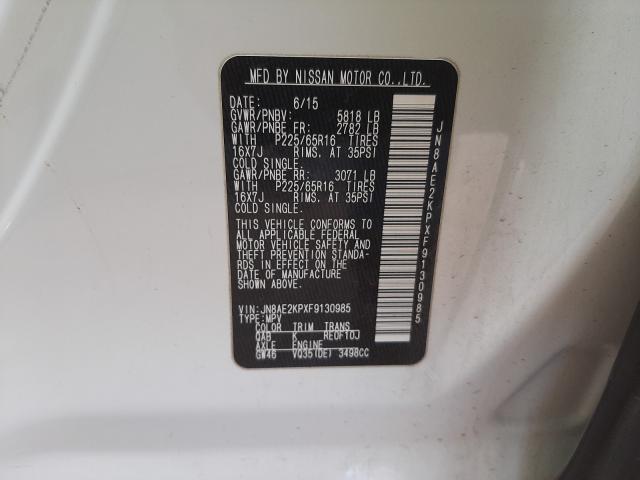 MFD BY NISSAN MOTOR CO.,LTD.
DATE: 6/15
GVWR/PNBV: 5818 LB
GAWR/PNBE FR: 2782 LB
WITH P225/65R16 TIRES
16X7J RIMS. AT 35PSI
COLD SINGLE.
GAWR/PNBE RR: 3071 LB
WITH P225/65R16 TIRES
16X7J RIMS. AT 35PSI
COLD SINGLE.
THIS VEHICLE CONFORMS TO
ALL APPLICABLE FEDERAL
MOTOR VEHICLE SAFETY AND
THEFT PREVENTION STANDA-
RDS IN EFFECT ON THE
DATE OF MANUFACTURE
SHOWN ABOVE.
VIN:JN8AE2KPXF9130985
TYPE:MPV
COLOR TRIM TRANS
QAB K RE0F10J
AXLE ENGINE
GW46 VQ35(DE) 3498CC
JN8AE2KPXF9130985